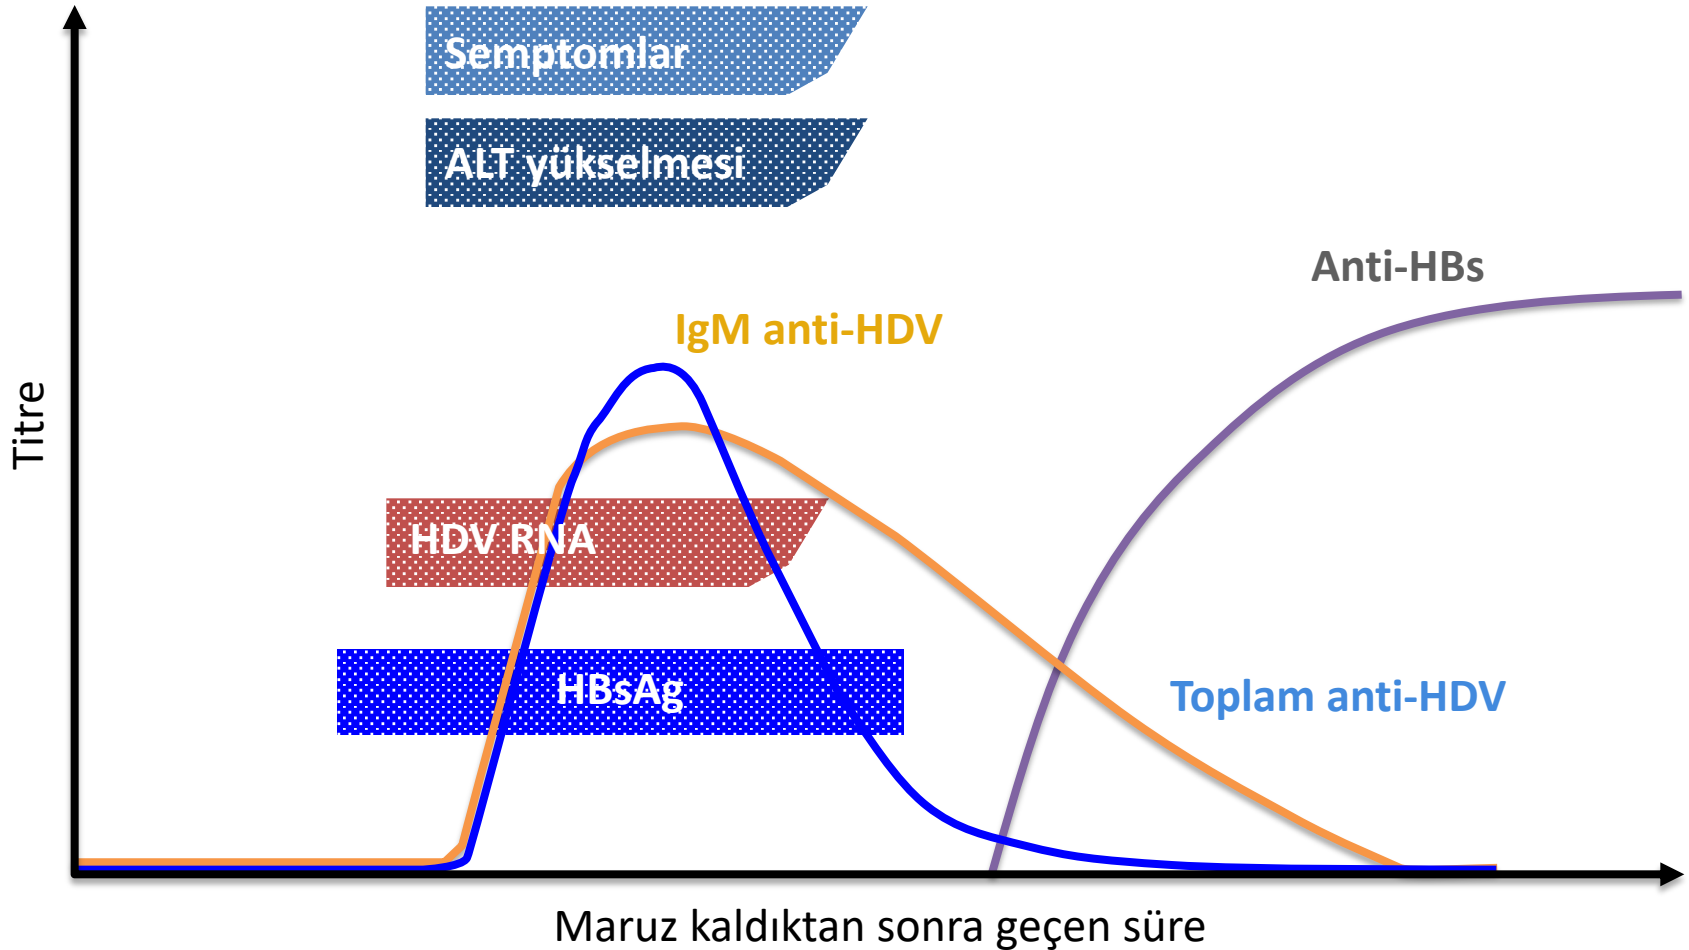 Semptomlar
ALT yükselmesi
Anti-HBs
IgM anti-HDV
Titre
HDV RNA
HBsAg
Toplam anti-HDV
Maruz kaldıktan sonra geçen süre